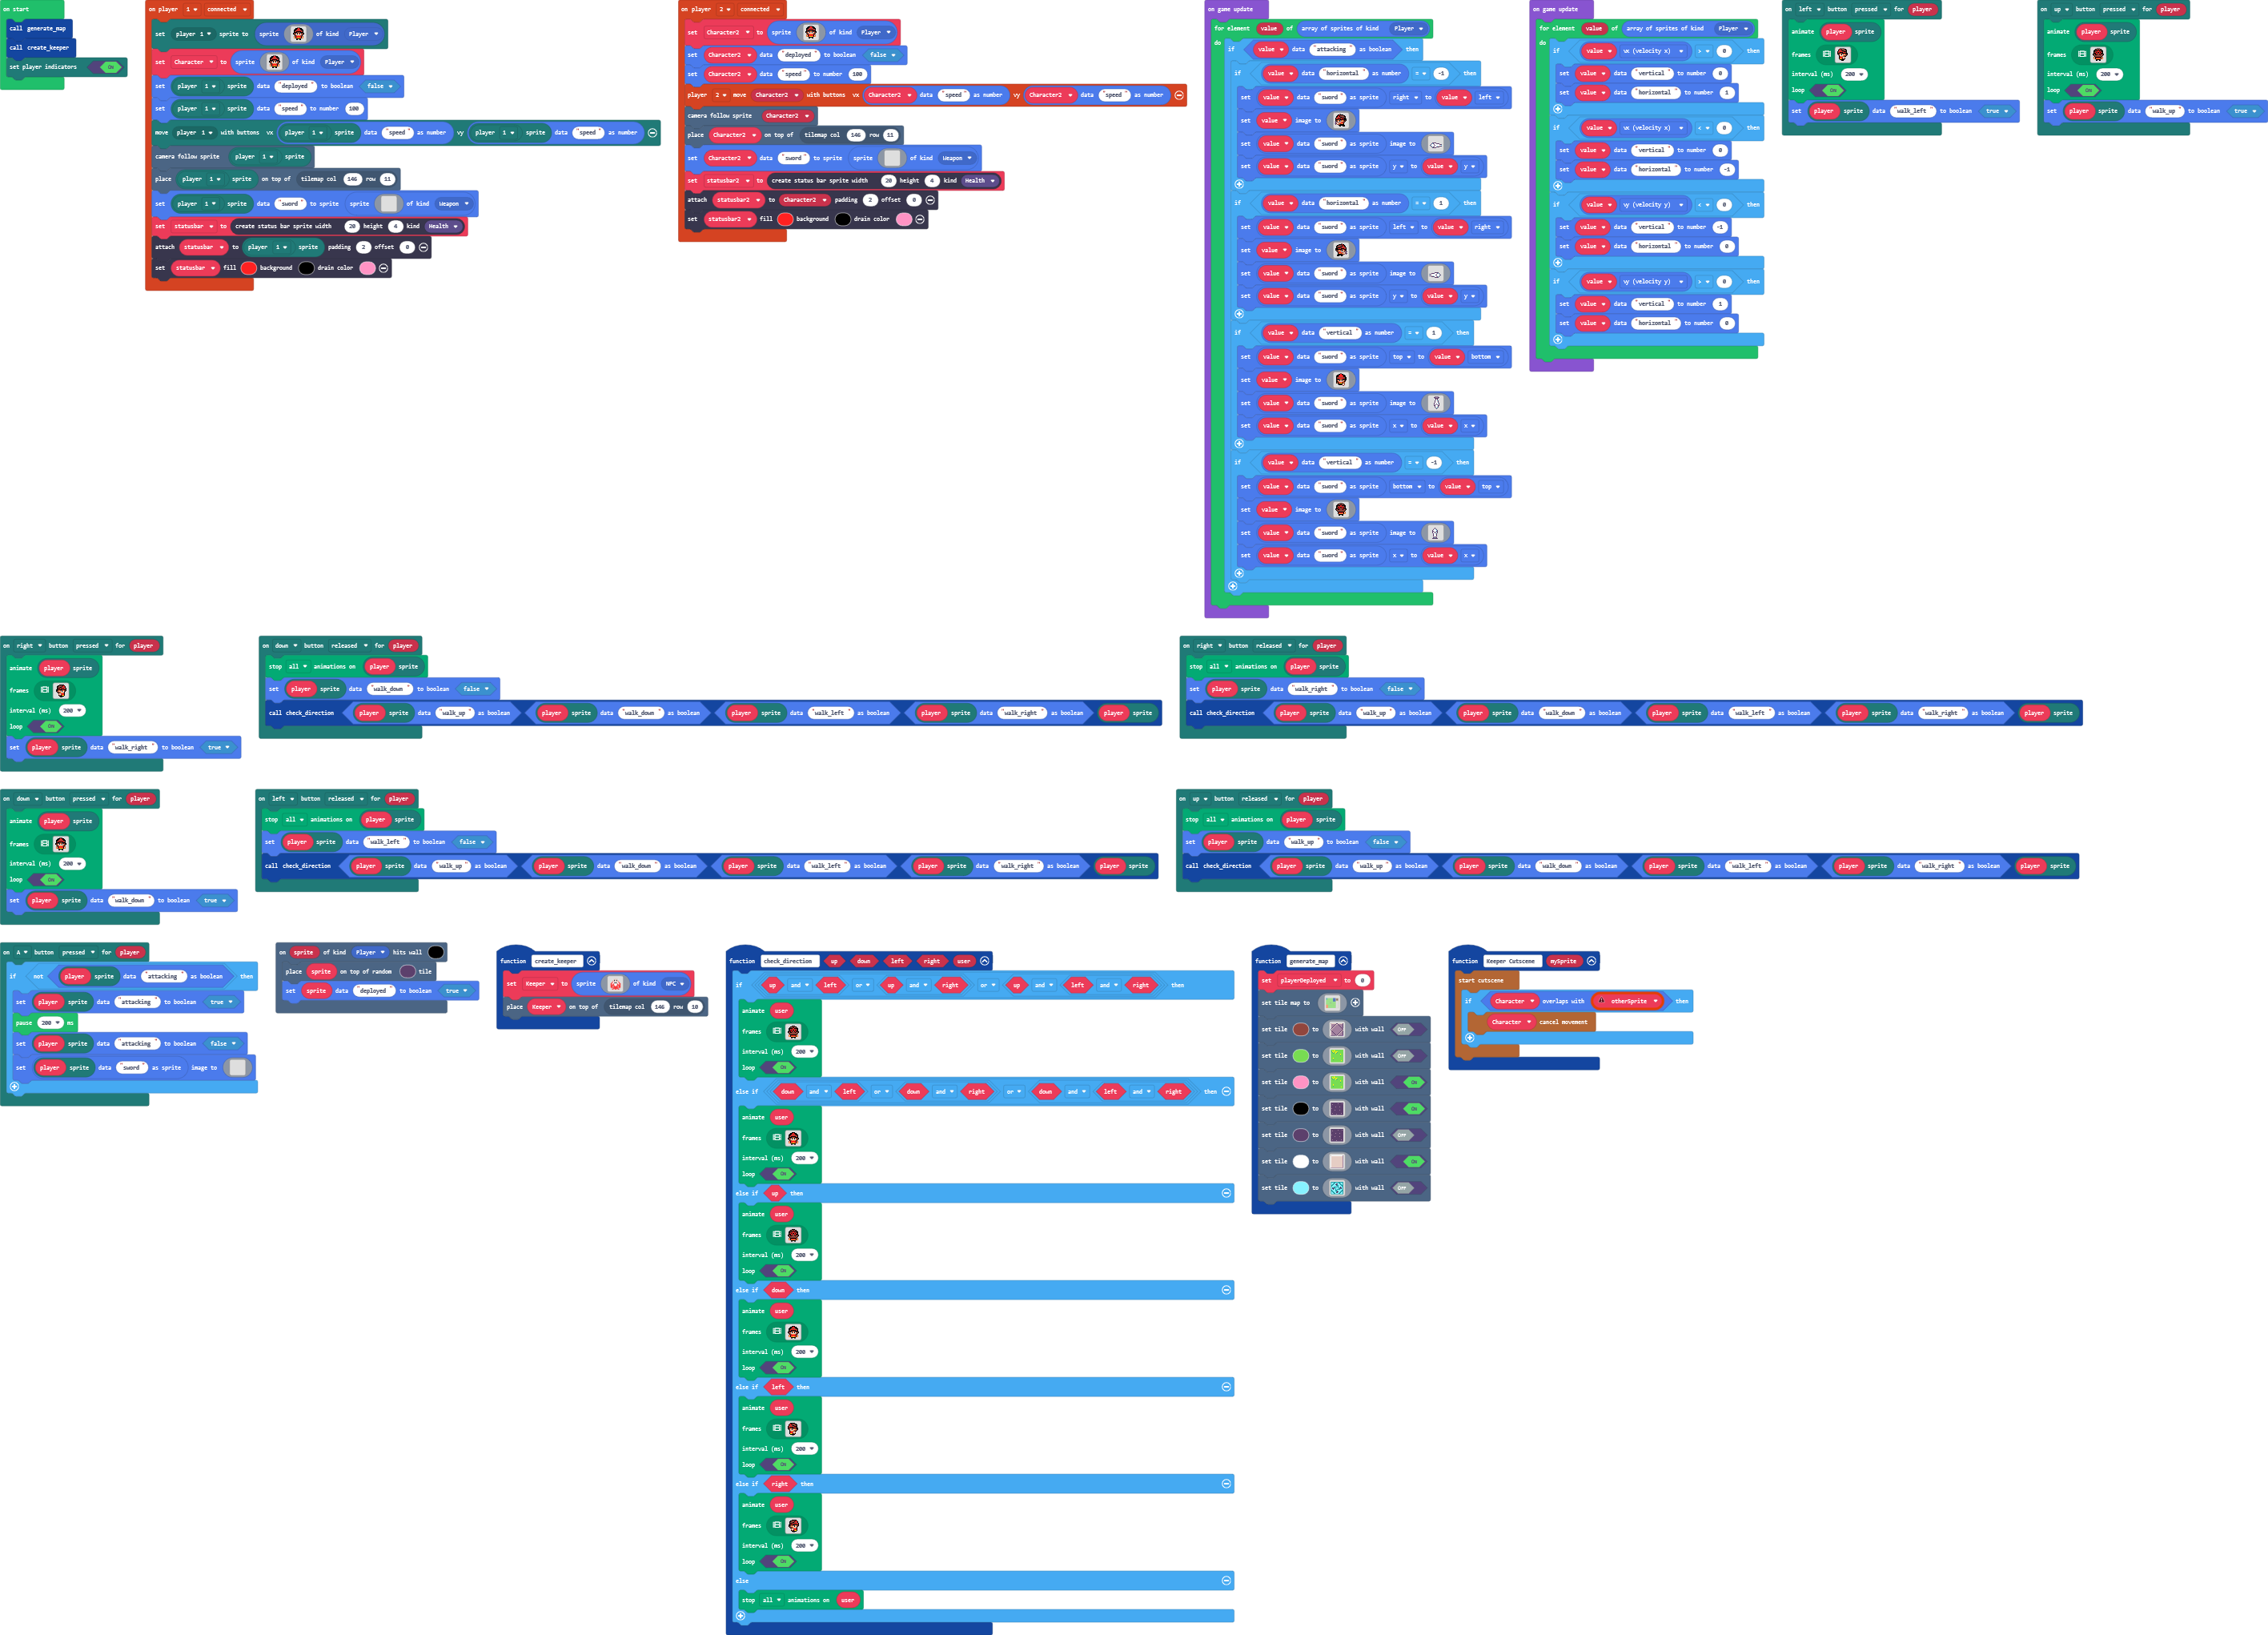 on start
call generate_map
call create_keeper
set player indicators On
on player 1 connected
set player 1 sprite to sprite of kind Player
set Character to sprite of kind Player
set player 1 sprite data "deployed" to boolean false
set player 1 sprite data "speed" to number 100
move player 1 with buttons vx player 1 sprite data "speed" as number vy player 1 sprite data "speed" as number
camera follow sprite player 1 sprite
place player 1 sprite on top of tilemap col 146 row 11
set player 1 sprite data "sword" to sprite sprite of kind Weapon
set statusbar to create status bar sprite width 20 height 4 kind Health
attach statusbar to player 1 sprite padding 2 offset 0
set statusbar fill background drain color
on player 2 connected
set Character2 to sprite of kind Player
set Character2 data "deployed" to boolean false
set Character2 data "speed" to number 100
player 2 move Character2 with buttons vx Character2 data "speed" as number vy Character2 data "speed" as number
camera follow sprite Character2
place Character2 on top of tilemap col 146 row 11
set Character2 data "sword" to sprite sprite of kind Weapon
set statusbar2 to create status bar sprite width 20 height 4 kind Health
attach statusbar2 to Character2 padding 2 offset 0
set statusbar2 fill background drain color
on game update
for element value of array of sprites of kind Player
do
if value data "attacking" as boolean then
if value data "horizontal" as number = -1 then
set value data "sword" as sprite right to value left
set value image to
set value data "sword" as sprite image to
set value data "sword" as sprite y to value y
if value data "horizontal" as number = 1 then
set value data "sword" as sprite left to value right
set value image to
set value data "sword" as sprite image to
set value data "sword" as sprite y to value y
if value data "vertical" as number = 1 then
set value data "sword" as sprite top to value bottom
set value image to
set value data "sword" as sprite image to
set value data "sword" as sprite x to value x
if value data "vertical" as number = -1 then
set value data "sword" as sprite bottom to value top
set value image to
set value data "sword" as sprite image to
set value data "sword" as sprite x to value x
on game update
for element value of array of sprites of kind Player
do
if value vx (velocity x) > 0 then
set value data "vertical" to number 0
set value data "horizontal" to number 1
if value vx (velocity x) < 0 then
set value data "vertical" to number 0
set value data "horizontal" to number -1
if value vy (velocity y) < 0 then
set value data "vertical" to number -1
set value data "horizontal" to number 0
if value vy (velocity y) > 0 then
set value data "vertical" to number 1
set value data "horizontal" to number 0
on left button pressed for player
animate player sprite
frames
interval (ms) 200
loop On
set player sprite data "walk_left" to boolean true
on up button pressed for player
animate player sprite
frames
interval (ms) 200
loop On
set player sprite data "walk_up" to boolean true
on right button pressed for player
animate player sprite
frames
interval (ms) 200
loop On
set player sprite data "walk_right" to boolean true
on down button released for player
stop all animations on player sprite
set player sprite data "walk_down" to boolean false
call check_direction player sprite data "walk_up" as boolean player sprite data "walk_down" as boolean player sprite data "walk_left" as boolean player sprite data "walk_right" as boolean player sprite
on right button released for player
stop all animations on player sprite
set player sprite data "walk_right" to boolean false
call check_direction player sprite data "walk_up" as boolean player sprite data "walk_down" as boolean player sprite data "walk_left" as boolean player sprite data "walk_right" as boolean player sprite
on down button pressed for player
animate player sprite
frames
interval (ms) 200
loop On
set player sprite data "walk_down" to boolean true
on left button released for player
stop all animations on player sprite
set player sprite data "walk_left" to boolean false
call check_direction player sprite data "walk_up" as boolean player sprite data "walk_down" as boolean player sprite data "walk_left" as boolean player sprite data "walk_right" as boolean player sprite
on up button released for player
stop all animations on player sprite
set player sprite data "walk_up" to boolean false
call check_direction player sprite data "walk_up" as boolean player sprite data "walk_down" as boolean player sprite data "walk_left" as boolean player sprite data "walk_right" as boolean player sprite
on A button pressed for player
if not player sprite data "attacking" as boolean then
set player sprite data "attacking" to boolean true
pause 200 ms
set player sprite data "attacking" to boolean false
set player sprite data "sword" as sprite image to
on sprite of kind Player hits wall
place sprite on top of random tile
set sprite data "deployed" to boolean true
function create_keeper
set Keeper to sprite of kind NPC
place Keeper on top of tilemap col 146 row 10
function check_direction up down left right user
if up and left or up and right or up and left and right then
animate user
frames
interval (ms) 200
loop On
else if down and left or down and right or down and left and right then
animate user
frames
interval (ms) 200
loop On
else if up then
animate user
frames
interval (ms) 200
loop On
else if down then
animate user
frames
interval (ms) 200
loop On
else if left then
animate user
frames
interval (ms) 200
loop On
else if right then
animate user
frames
interval (ms) 200
loop On
else
stop all animations on user
function generate_map
set playerDeployed to 0
set tile map to
set tile to with wall Off
set tile to with wall Off
set tile to with wall On
set tile to with wall On
set tile to with wall Off
set tile to with wall On
set tile to with wall Off
function Keeper Cutscene mySprite
start cutscene
if Character overlaps with otherSprite then
Character cancel movement